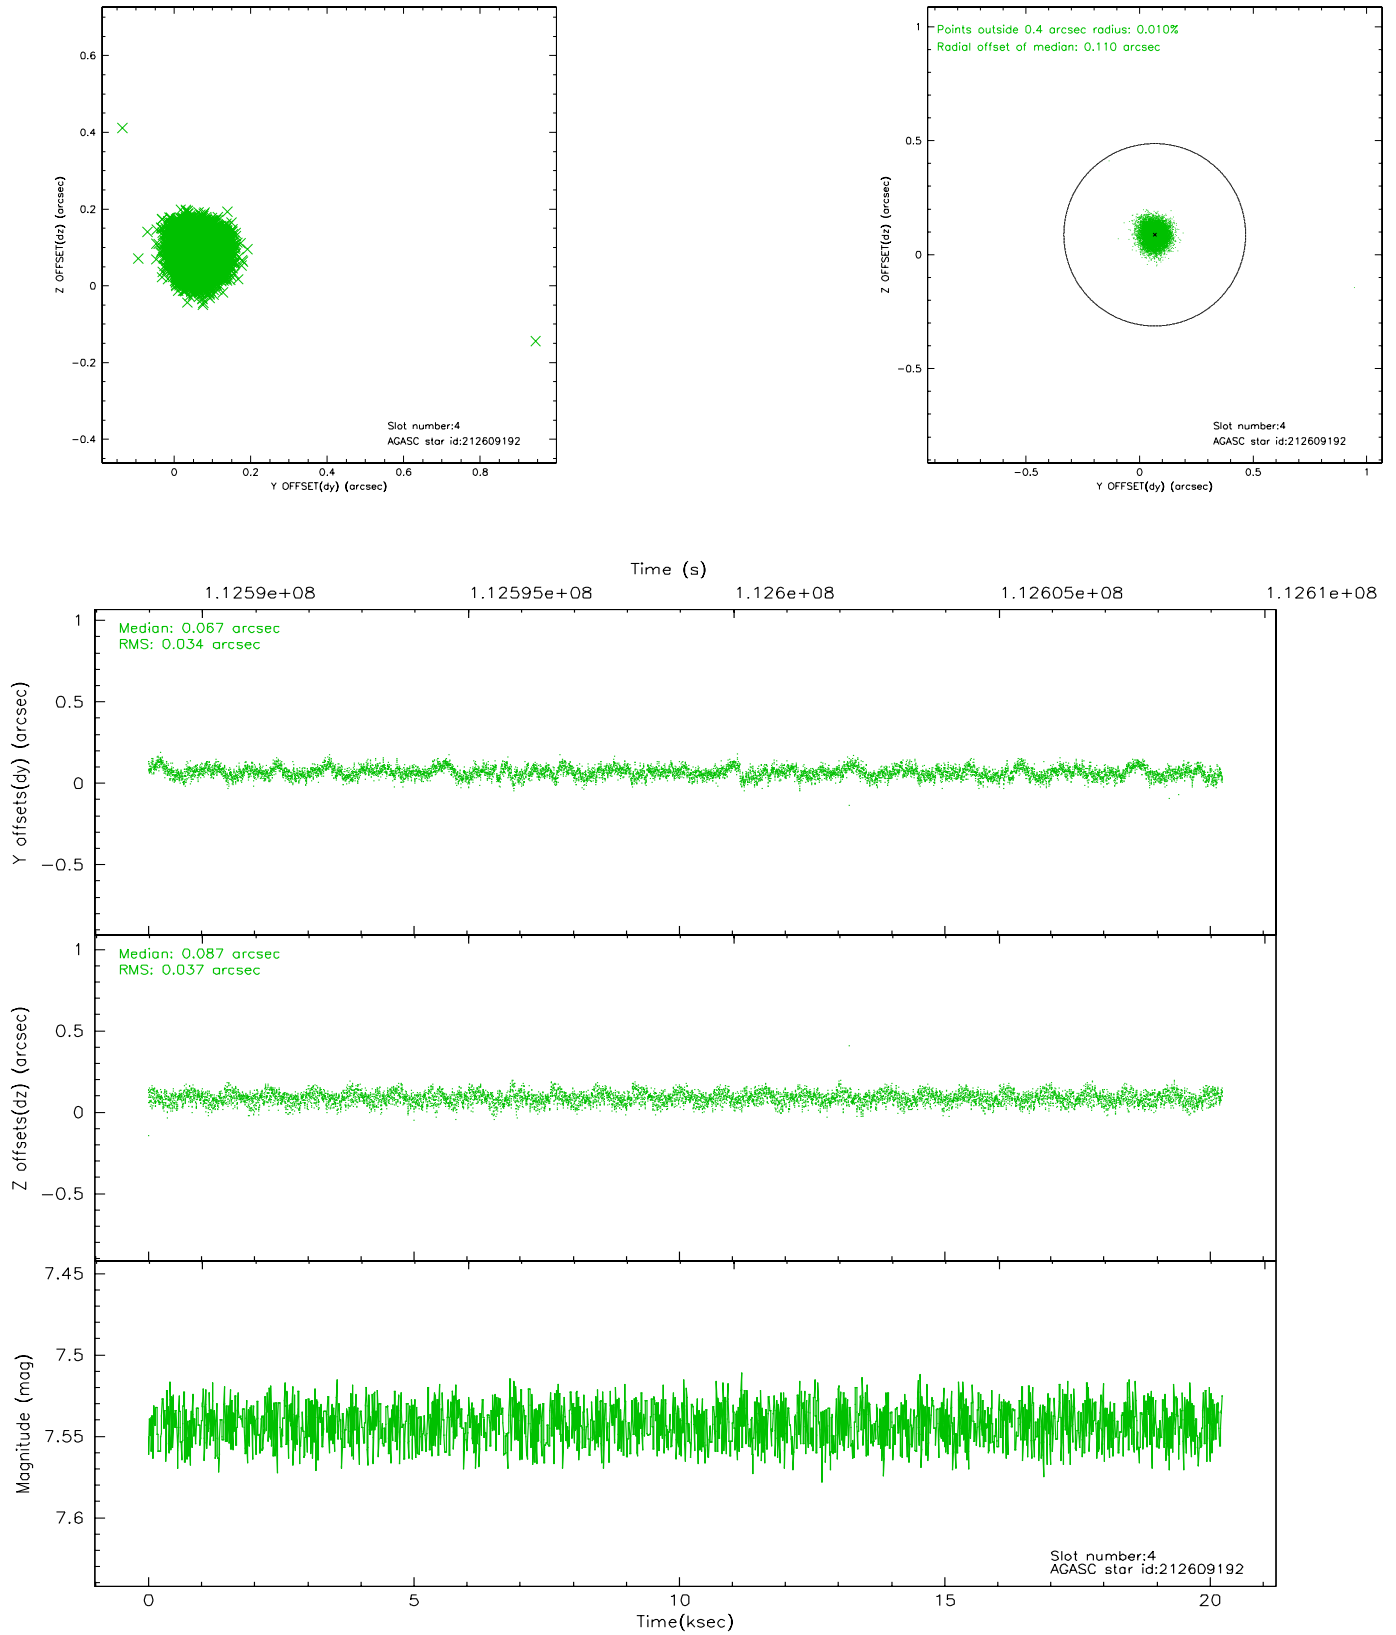 0.6
0.4
0.2
0
−0.2
−0.4
Z OFFSET(dz) (arcsec)
Slot number:4
AGASC star id:212609192
0 0.2 0.4 0.6 0.8
Y OFFSET(dy) (arcsec)
Points outside 0.4 arcsec radius: 0.010%
Radial offset of median: 0.110 arcsec
1
0.5
0
−0.5
Z OFFSET(dz) (arcsec)
Slot number:4
AGASC star id:212609192
−0.5 0 0.5 1
Y OFFSET(dy) (arcsec)
Time (s)
1.1259e+08 1.12595e+08 1.126e+08 1.12605e+08 1.1261e+08
Median: 0.067 arcsec
RMS: 0.034 arcsec
1
0.5
0
−0.5
Y offsets(dy) (arcsec)
Median: 0.087 arcsec
RMS: 0.037 arcsec
1
0.5
0
−0.5
Z offsets(dz) (arcsec)
7.45
7.5
7.55
7.6
Magnitude (mag)
Slot number:4
AGASC star id:212609192
0 5 10 15 20
Time(ksec)